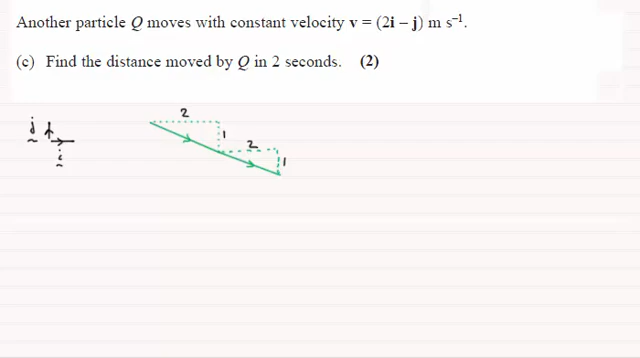 Another particle Q moves with constant velocity v = (2i − j) m s⁻¹.
(c) Find the distance moved by Q in 2 seconds. (2)
j
i
2
1
2
1